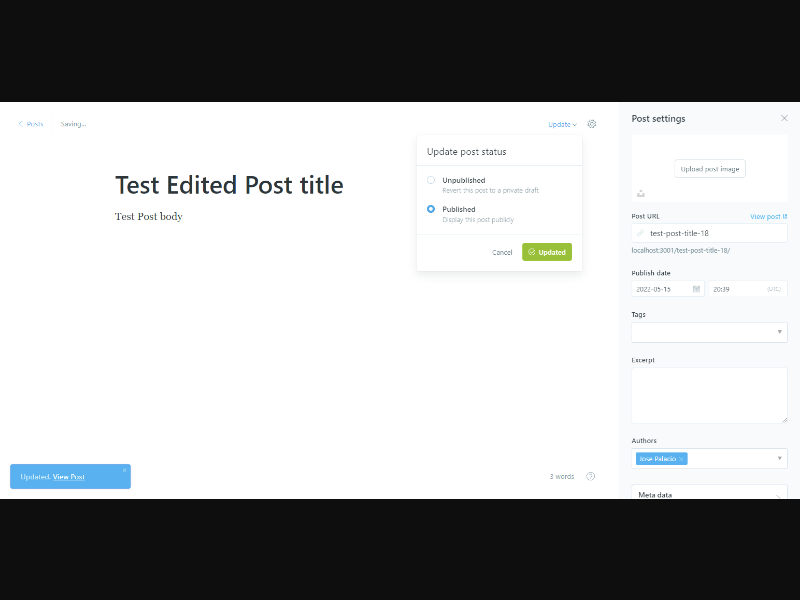 Posts
Saving...
Update
Test Edited Post title
Test Post body
Update post status
Unpublished
Revert this post to a private draft
Published
Display this post publicly
Cancel
Updated
Updated. View Post
3 words
?
Post settings
Upload post image
Post URL
View post
test-post-title-18
localhost:3001/test-post-title-18/
Publish date
2022-05-15
20:39
(UTC)
Tags
Excerpt
Authors
Jose Palacio
Meta data